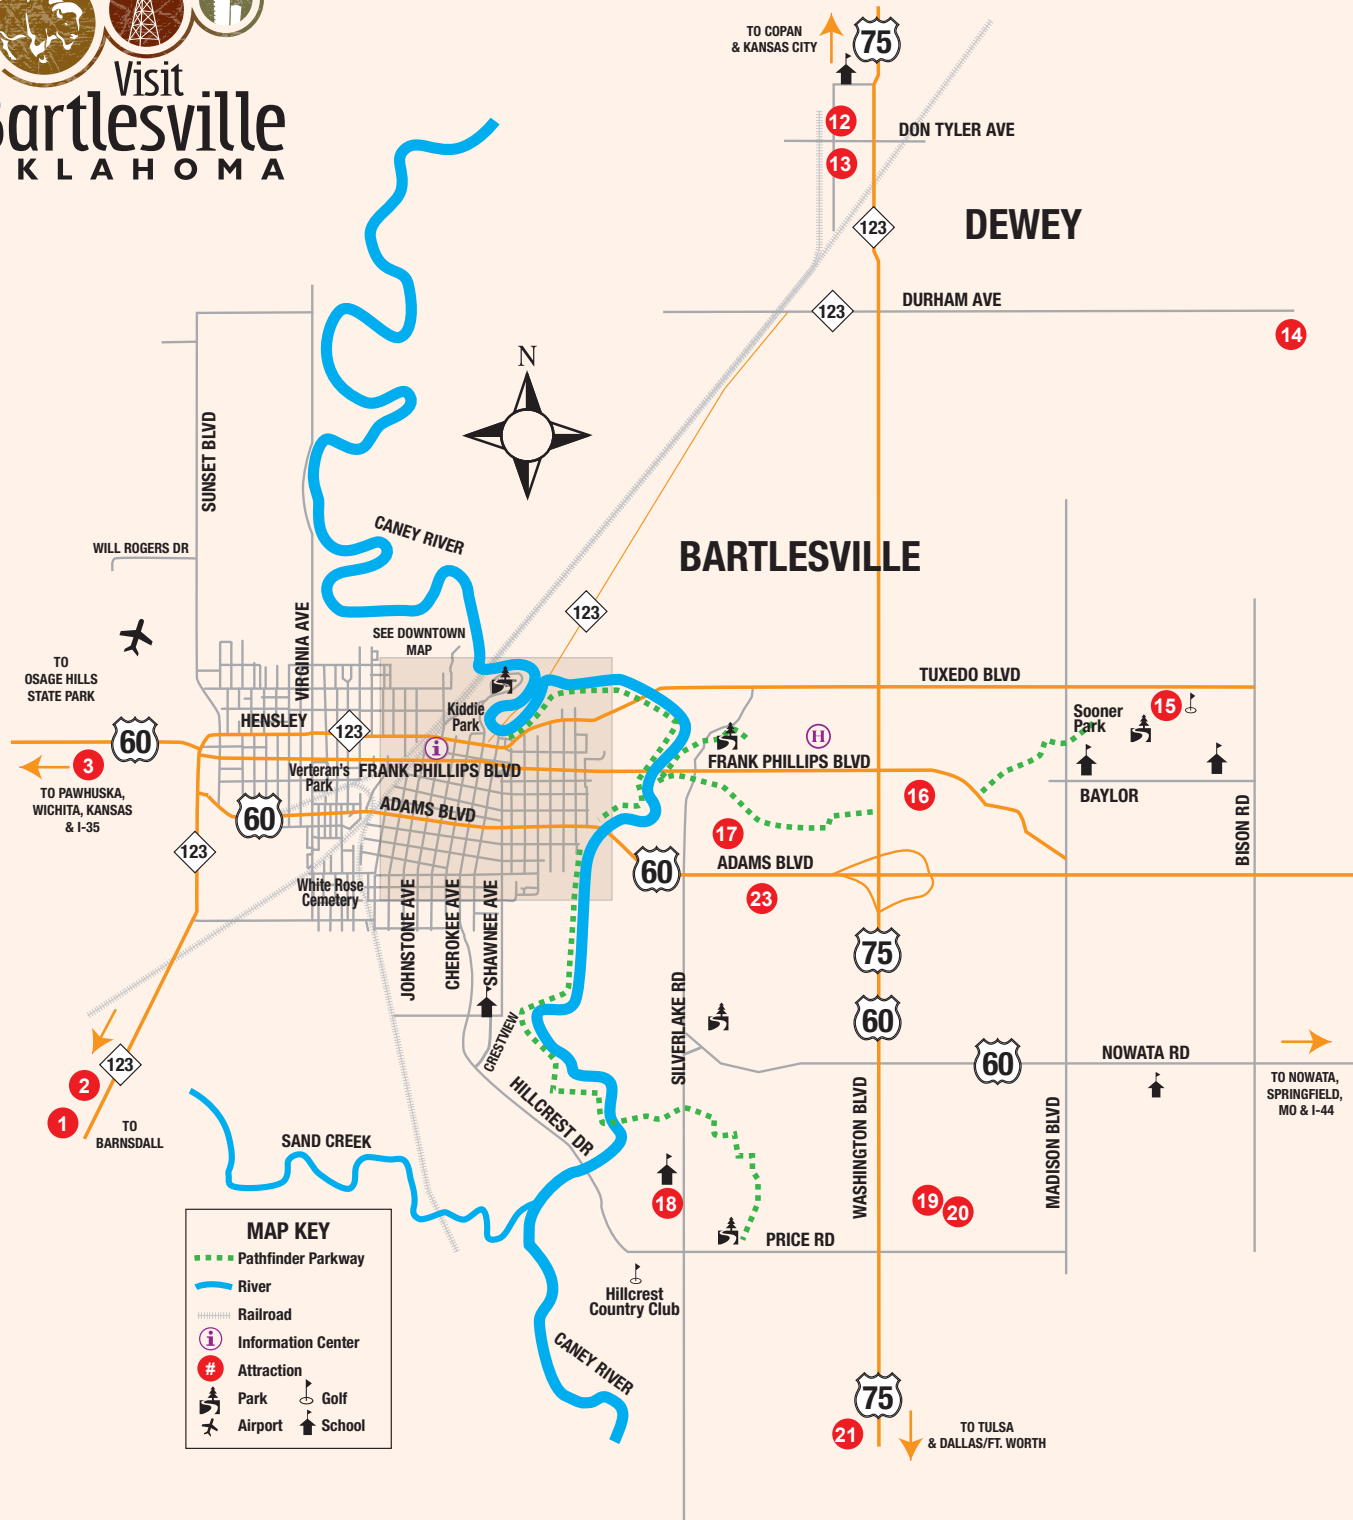 Visit
Bartlesville
OKLAHOMA
TO COPAN
& KANSAS CITY
75
12
DON TYLER AVE
13
123
DEWEY
DURHAM AVE
123
14
N
SUNSET BLVD
CANEY RIVER
BARTLESVILLE
WILL ROGERS DR
VIRGINIA AVE
123
SEE DOWNTOWN
MAP
TO
OSAGE HILLS
STATE PARK
TUXEDO BLVD
Kiddie
Park
HENSLEY
123
15
Sooner
Park
60
i
H
3
Verteran's
Park
FRANK PHILLIPS BLVD
FRANK PHILLIPS BLVD
TO PAWHUSKA,
WICHITA, KANSAS
& I-35
BAYLOR
16
60
ADAMS BLVD
17
BISON RD
123
60
ADAMS BLVD
White Rose
Cemetery
23
JOHNSTONE AVE
CHEROKEE AVE
SHAWNEE AVE
75
SILVERLAKE RD
60
CRESTVIEW
123
60
NOWATA RD
2
TO NOWATA,
SPRINGFIELD,
MO & I-44
1
TO
BARNSDALL
HILLCREST DR
WASHINGTON BLVD
MADISON BLVD
SAND CREEK
18
19
20
PRICE RD
MAP KEY
Pathfinder Parkway
River
Railroad
i Information Center
# Attraction
Park
Golf
Airport
School
Hillcrest
Country Club
CANEY RIVER
75
21
TO TULSA
& DALLAS/FT. WORTH